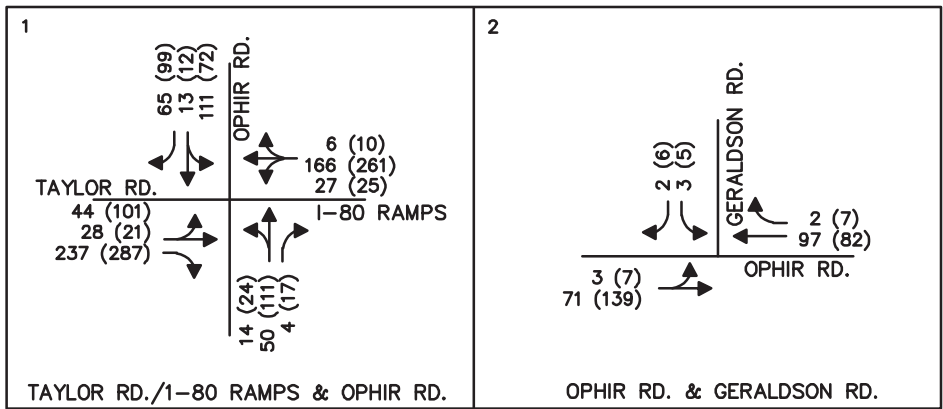 1
65 (99)
13 (12)
111 (72)
OPHIR RD.
6 (10)
166 (261)
27 (25)
TAYLOR RD.
44 (101)
28 (21)
237 (287)
I-80 RAMPS
14 (24)
50 (111)
4 (17)
TAYLOR RD./1-80 RAMPS & OPHIR RD.
2
2 (6)
3 (5)
GERALDSON RD.
2 (7)
97 (82)
OPHIR RD.
3 (7)
71 (139)
OPHIR RD. & GERALDSON RD.